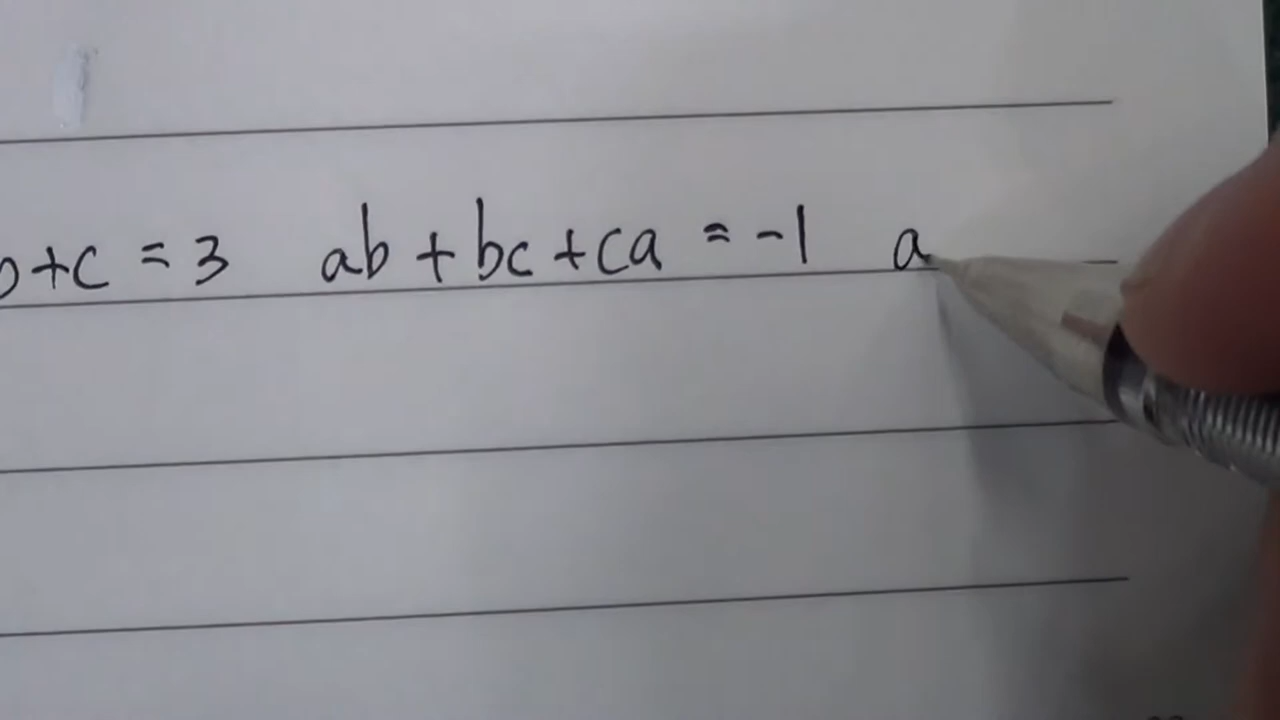 b+c = 3 ab + bc + ca = -1 a